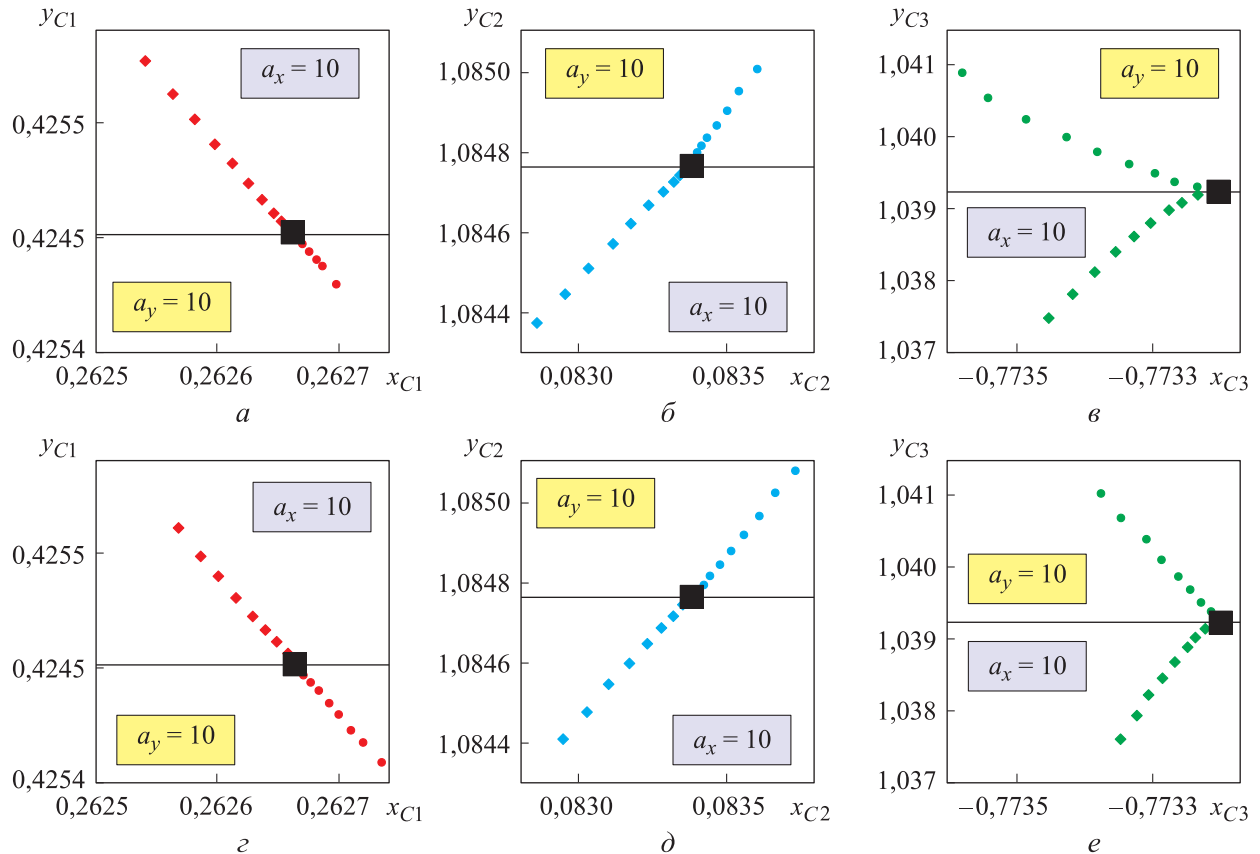 y_C1
y_C2
y_C3
a_x = 10
a_y = 10
a_y = 10
0,4255
0,4245
0,4254
1,0850
1,0848
1,0846
1,0844
1,041
1,040
1,039
1,038
1,037
a_y = 10
a_x = 10
a_x = 10
0,2625
0,2626
0,2627
x_C1
0,0830
0,0835
x_C2
−0,7735
−0,7733
x_C3
а
б
в
y_C1
y_C2
y_C3
a_x = 10
a_y = 10
a_y = 10
0,4255
0,4245
0,4254
1,0850
1,0848
1,0846
1,0844
1,041
1,040
1,039
1,038
1,037
a_y = 10
a_x = 10
a_x = 10
0,2625
0,2626
0,2627
x_C1
0,0830
0,0835
x_C2
−0,7735
−0,7733
x_C3
г
д
е